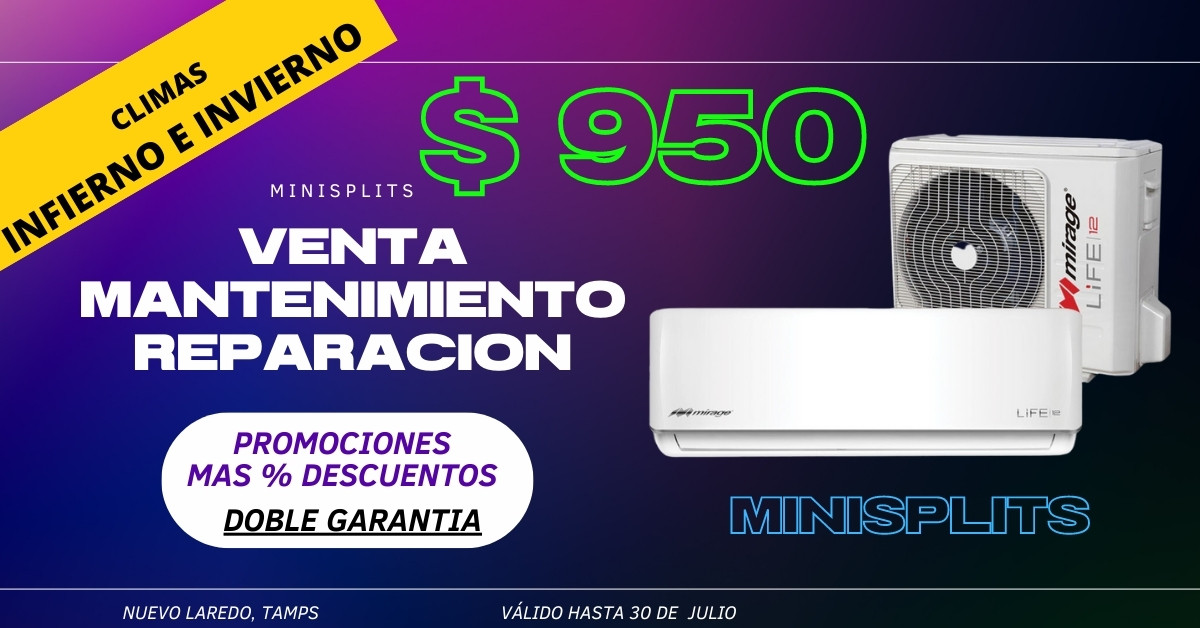 CLIMAS
INFIERNO E INVIERNO
$ 950
MINISPLITS
VENTA
MANTENIMIENTO
REPARACION
PROMOCIONES
MAS % DESCUENTOS
DOBLE GARANTIA
mirage
LIFE 12
mirage
LIFE 12
MINISPLITS
NUEVO LAREDO, TAMPS
VÁLIDO HASTA 30 DE JULIO